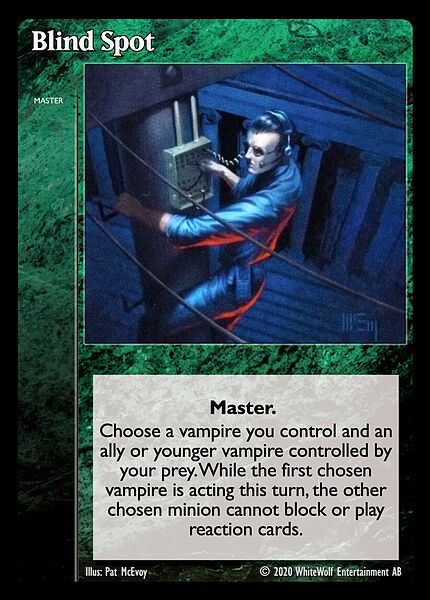 Blind Spot
MASTER
Master.
Choose a vampire you control and an
ally or younger vampire controlled by
your prey. While the first chosen
vampire is acting this turn, the other
chosen minion cannot block or play
reaction cards.
Illus: Pat McEvoy
© 2020 WhiteWolf Entertainment AB